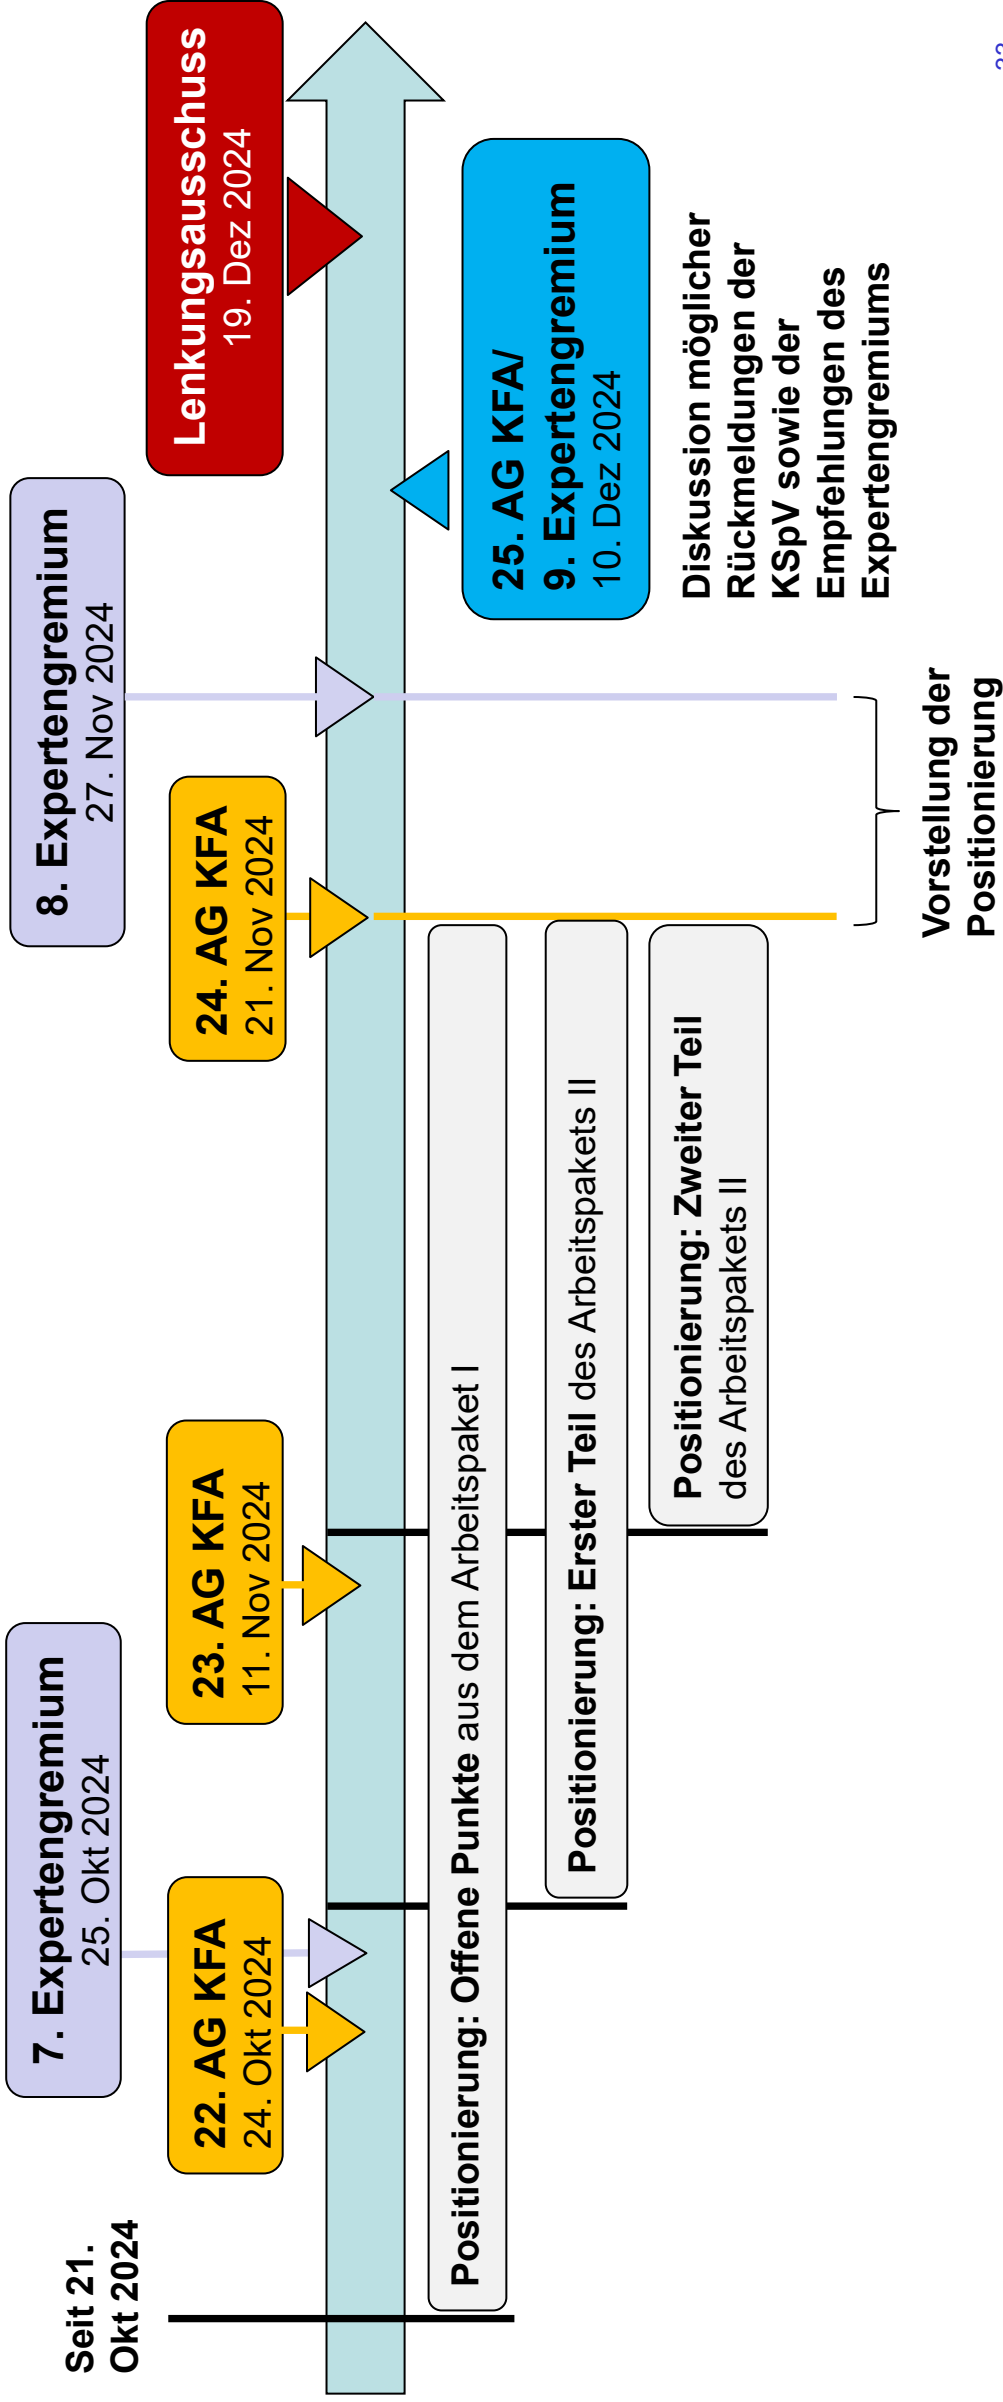 Seit 21.
Okt 2024
7. Expertengremium
25. Okt 2024
22. AG KFA
24. Okt 2024
23. AG KFA
11. Nov 2024
8. Expertengremium
27. Nov 2024
24. AG KFA
21. Nov 2024
Lenkungsausschuss
19. Dez 2024
25. AG KFA/
9. Expertengremium
10. Dez 2024
Diskussion möglicher
Rückmeldungen der
KSpV sowie der
Empfehlungen des
Expertengremiums
Positionierung: Offene Punkte aus dem Arbeitspaket I
Positionierung: Erster Teil des Arbeitspakets II
Positionierung: Zweiter Teil
des Arbeitspakets II
Vorstellung der
Positionierung